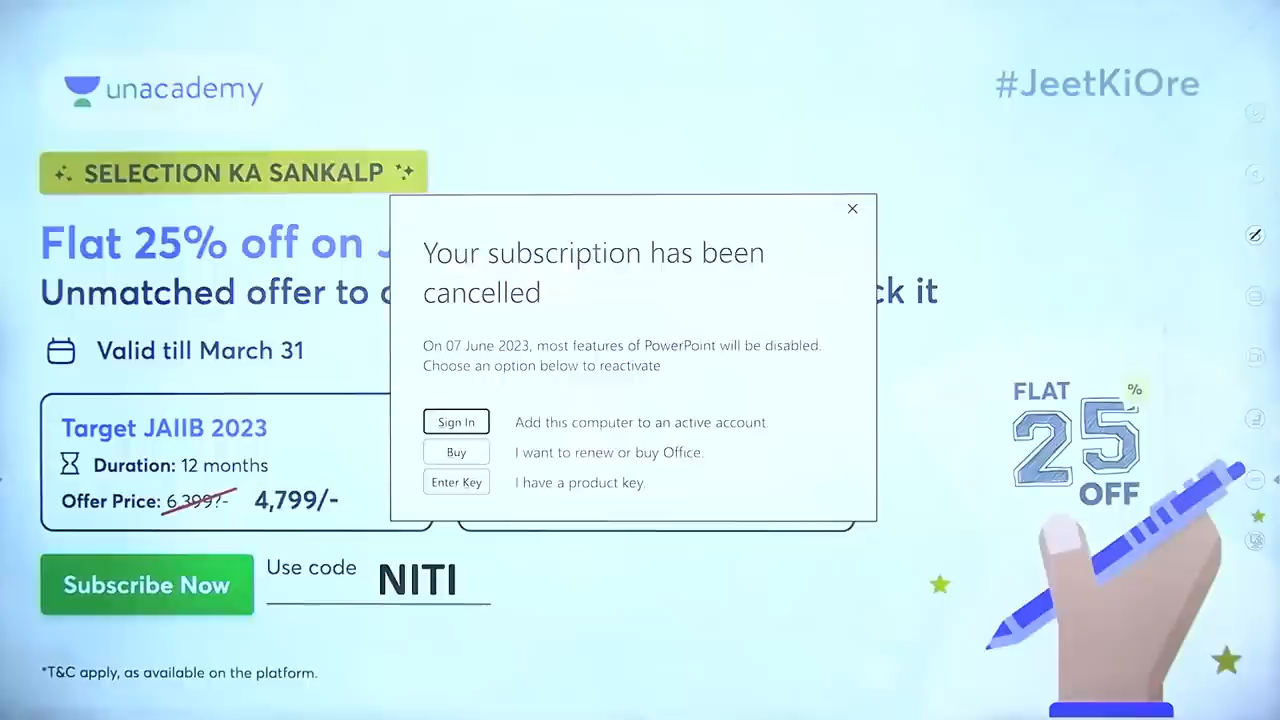 unacademy
#JeetKiOre
SELECTION KA SANKALP
Flat 25% off on
Unmatched offer to
it
Valid till March 31
Target JAIIB 2023
Duration: 12 months
Offer Price: 6,399/- 4,799/-
Subscribe Now
Use code NITI
*T&C apply, as available on the platform.
Your subscription has been
cancelled
On 07 June 2023, most features of PowerPoint will be disabled.
Choose an option below to reactivate
Sign In Add this computer to an active account.
Buy I want to renew or buy Office.
Enter Key I have a product key.
FLAT
25%
OFF